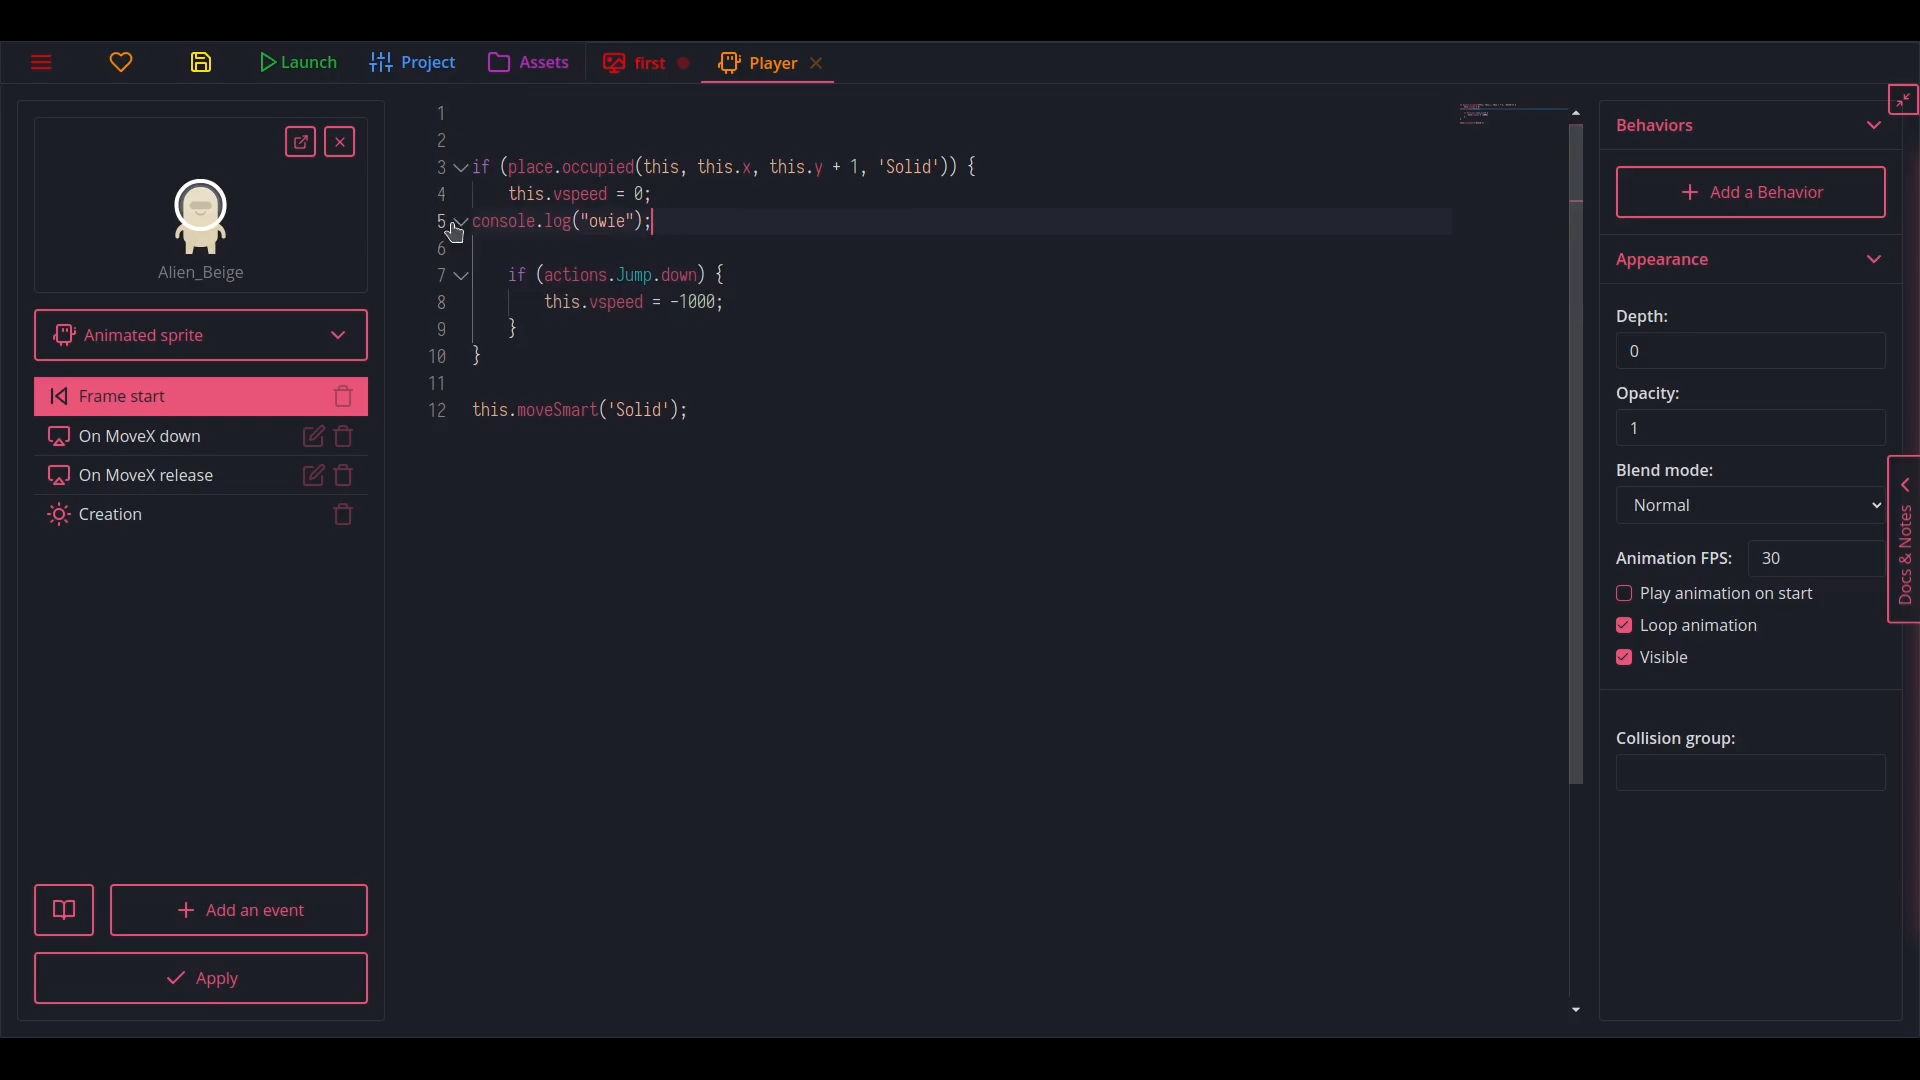 Launch Project Assets first Player
Alien_Beige
Animated sprite
Frame start
On MoveX down
On MoveX release
Creation
Add an event
Apply
1
2
3 if (place.occupied(this, this.x, this.y + 1, 'Solid')) {
4 this.vspeed = 0;
5 console.log("owie");
6
7 if (actions.Jump.down) {
8 this.vspeed = -1000;
9 }
10 }
11
12 this.moveSmart('Solid');
Behaviors
Add a Behavior
Appearance
Depth:
0
Opacity:
1
Blend mode:
Normal
Animation FPS: 30
Play animation on start
Loop animation
Visible
Collision group:
Docs & Notes